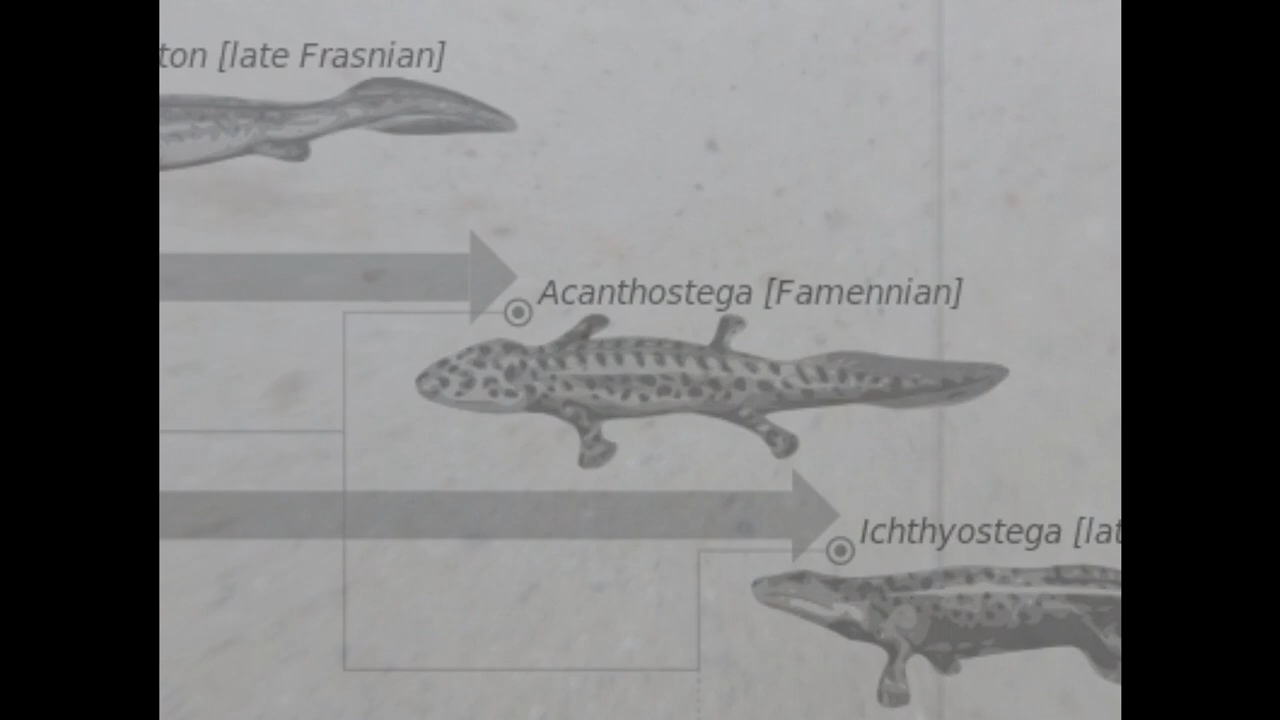 ton [late Frasnian]
Acanthostega [Famennian]
Ichthyostega [lat